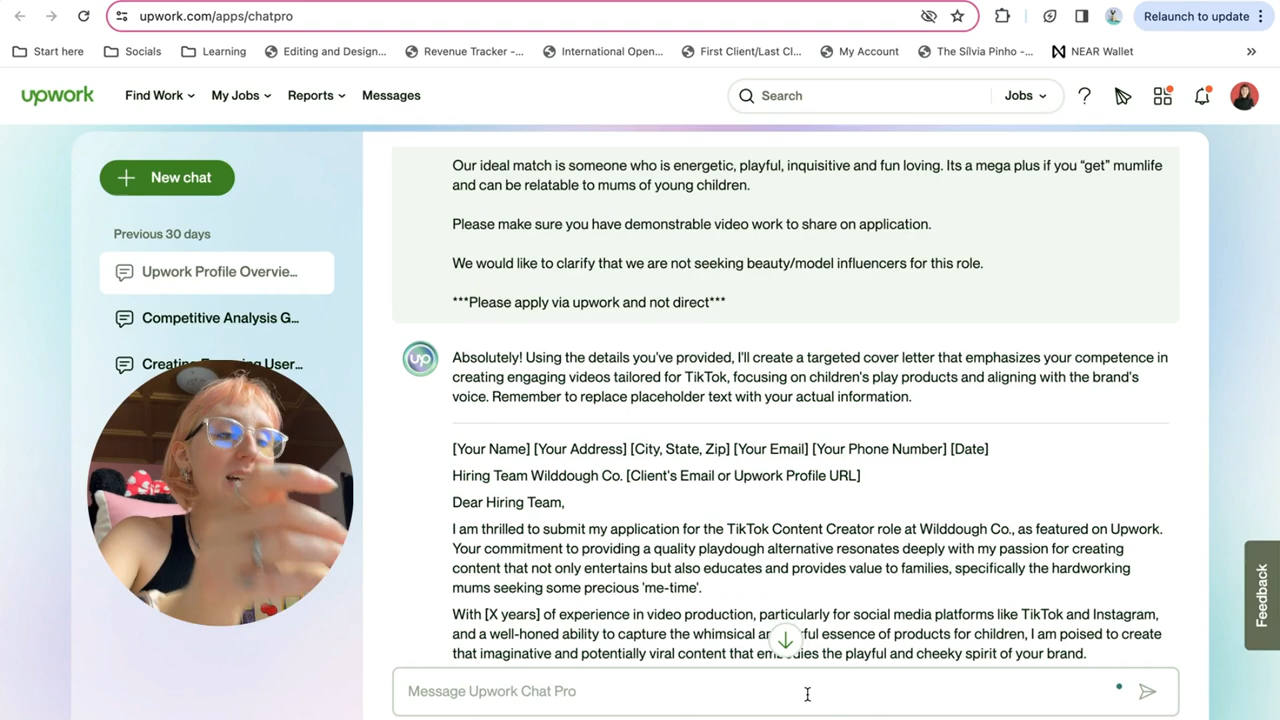 upwork.com/apps/chatpro
Relaunch to update
Start here
Socials
Learning
Editing and Design...
Revenue Tracker -...
International Open...
First Client/Last Cl...
My Account
The Sílvia Pinho -...
NEAR Wallet
upwork
Find Work
My Jobs
Reports
Messages
Search
Jobs
New chat
Previous 30 days
Upwork Profile Overvie...
Competitive Analysis G...
User...
Our ideal match is someone who is energetic, playful, inquisitive and fun loving. Its a mega plus if you “get” mumlife
and can be relatable to mums of young children.
Please make sure you have demonstrable video work to share on application.
We would like to clarify that we are not seeking beauty/model influencers for this role.
***Please apply via upwork and not direct***
up
Absolutely! Using the details you've provided, I'll create a targeted cover letter that emphasizes your competence in
creating engaging videos tailored for TikTok, focusing on children's play products and aligning with the brand's
voice. Remember to replace placeholder text with your actual information.
[Your Name] [Your Address] [City, State, Zip] [Your Email] [Your Phone Number] [Date]
Hiring Team Wilddough Co. [Client's Email or Upwork Profile URL]
Dear Hiring Team,
I am thrilled to submit my application for the TikTok Content Creator role at Wilddough Co., as featured on Upwork.
Your commitment to providing a quality playdough alternative resonates deeply with my passion for creating
content that not only entertains but also educates and provides value to families, specifically the hardworking
mums seeking some precious 'me-time'.
With [X years] of experience in video production, particularly for social media platforms like TikTok and Instagram,
and a well-honed ability to capture the whimsical essence of products for children, I am poised to create
that imaginative and potentially viral content that the playful and cheeky spirit of your brand.
Message Upwork Chat Pro
Feedback